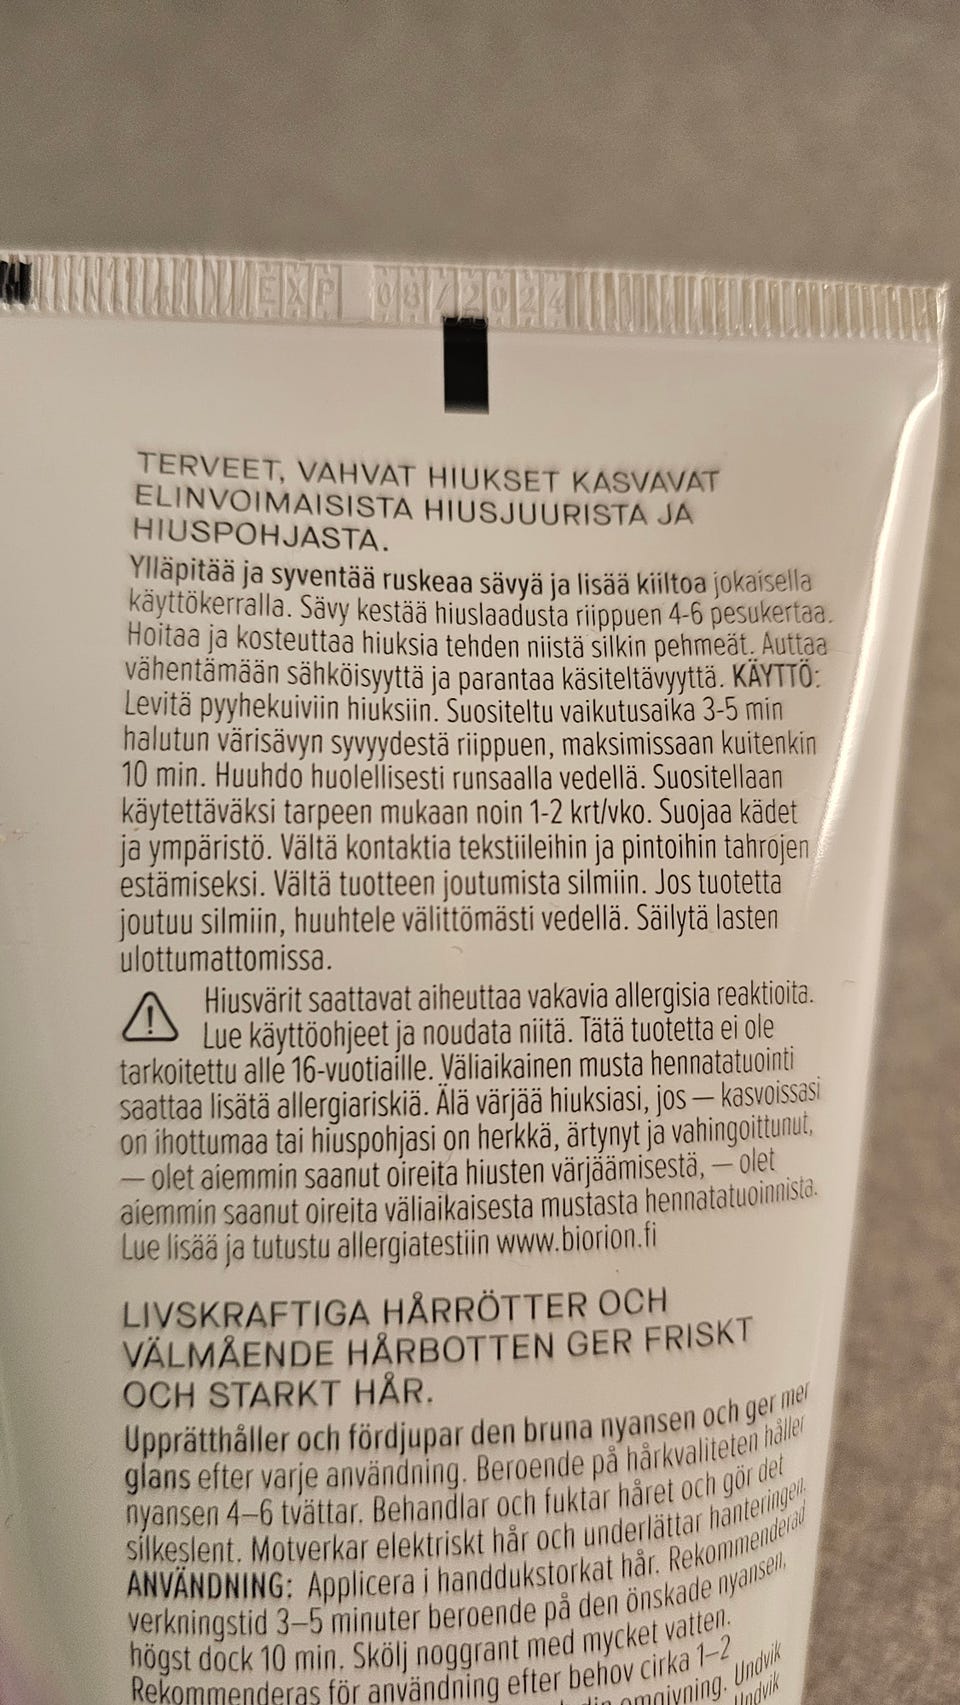 EXP 08/2024
TERVEET, VAHVAT HIUKSET KASVAVAT
ELINVOIMAISISTA HIUSJUURISTA JA
HIUSPOHJASTA.
Ylläpitää ja syventää ruskeaa sävyä ja lisää kiiltoa jokaisella
käyttökerralla. Sävy kestää hiuslaadusta riippuen 4-6 pesukertaa.
Hoitaa ja kosteuttaa hiuksia tehden niistä silkin pehmeät. Auttaa
vähentämään sähköisyyttä ja parantaa käsiteltävyyttä. KÄYTTÖ:
Levitä pyyhekuiviin hiuksiin. Suositeltu vaikutusaika 3-5 min
halutun värisävyn syvyydestä riippuen, maksimissaan kuitenkin
10 min. Huuhdo huolellisesti runsaalla vedellä. Suositellaan
käytettäväksi tarpeen mukaan noin 1-2 krt/vko. Suojaa kädet
ja ympäristö. Vältä kontaktia tekstiileihin ja pintoihin tahrojen
estämiseksi. Vältä tuotteen joutumista silmiin. Jos tuotetta
joutuu silmiin, huuhtele välittömästi vedellä. Säilytä lasten
ulottumattomissa.
Hiusvärit saattavat aiheuttaa vakavia allergisia reaktioita.
Lue käyttöohjeet ja noudata niitä. Tätä tuotetta ei ole
tarkoitettu alle 16-vuotiaille. Väliaikainen musta hennatatuointi
saattaa lisätä allergiariskiä. Älä värjää hiuksiasi, jos — kasvoissasi
on ihottumaa tai hiuspohjasi on herkkä, ärtynyt ja vahingoittunut,
— olet aiemmin saanut oireita hiusten värjäämisestä, — olet
aiemmin saanut oireita väliaikaisesta mustasta hennatatuoinnista.
Lue lisää ja tutustu allergiatestiin www.biorion.fi
LIVSKRAFTIGA HÅRRÖTTER OCH
VÄLMÅENDE HÅRBOTTEN GER FRISKT
OCH STARKT HÅR.
Upprätthåller och fördjupar den bruna nyansen och ger mer
glans efter varje användning. Beroende på hårkvaliteten håller
nyansen 4–6 tvättar. Behandlar och fuktar håret och gör det
silkeslent. Motverkar elektriskt hår och underlättar hanteringen.
ANVÄNDNING: Applicera i handdukstorkat hår. Rekommenderad
verkningstid 3–5 minuter beroende på den önskade nyansen,
högst dock 10 min. Skölj noggrant med mycket vatten.
Rekommenderas för användning efter behov cirka 1–2
omgivning. Undvik